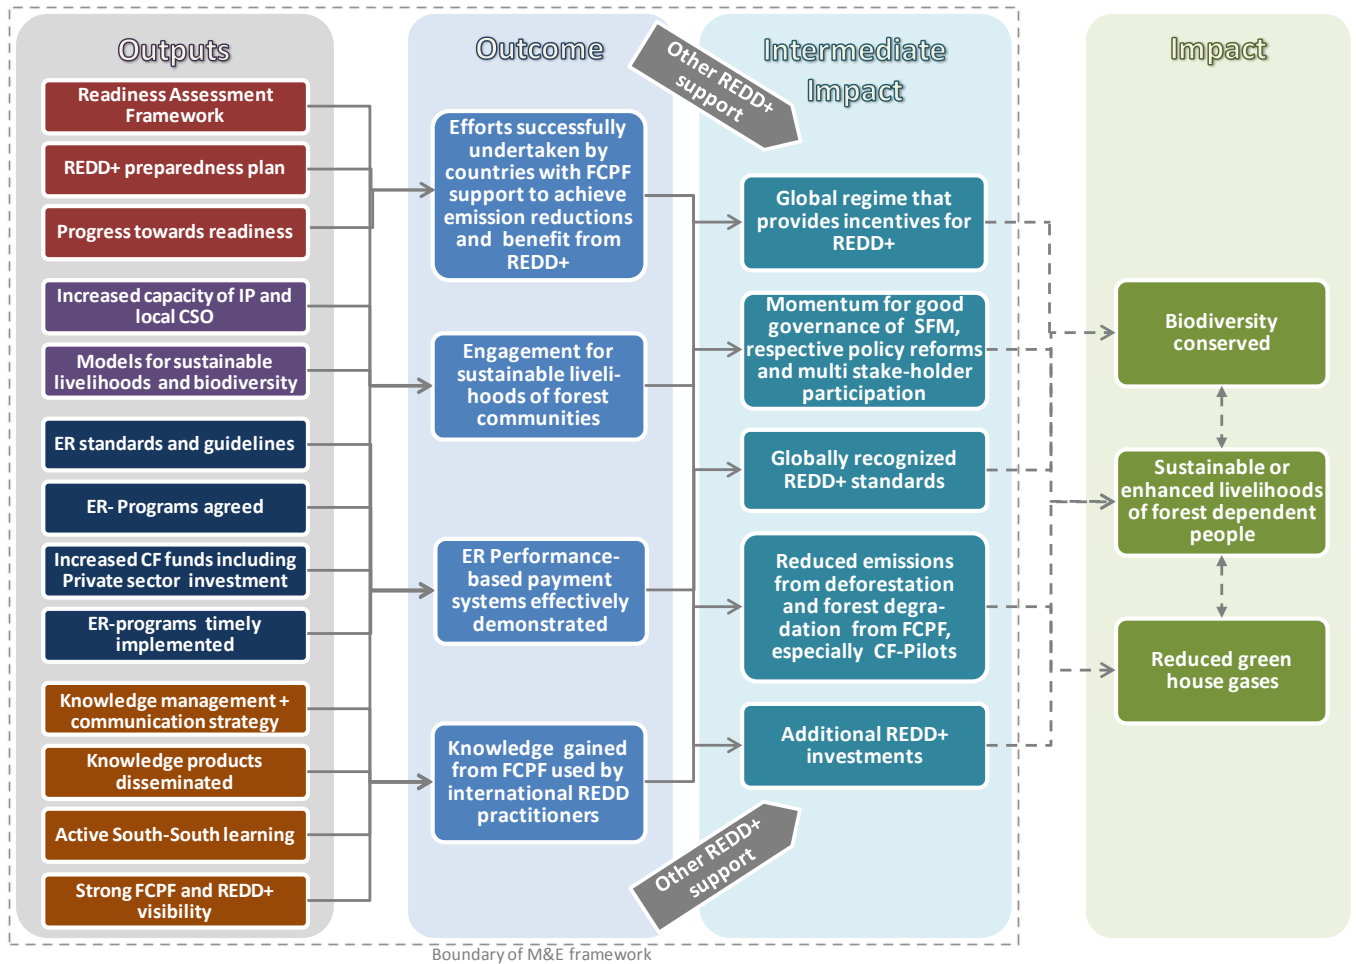 Outputs
Readiness Assessment
Framework
REDD+ preparedness plan
Progress towards readiness
Increased capacity of IP and
local CSO
Models for sustainable
livelihoods and biodiversity
ER standards and guidelines
ER- Programs agreed
Increased CF funds including
Private sector investment
ER-programs timely
implemented
Knowledge management +
communication strategy
Knowledge products
disseminated
Active South-South learning
Strong FCPF and REDD+
visibility
Outcome
Efforts successfully
undertaken by
countries with FCPF
support to achieve
emission reductions
and benefit from
REDD+
Engagement for
sustainable liveli-
hoods of forest
communities
ER Performance-
based payment
systems effectively
demonstrated
Knowledge gained
from FCPF used by
international REDD
practitioners
Other REDD+
support
Intermediate
Impact
Global regime that
provides incentives for
REDD+
Momentum for good
governance of SFM,
respective policy reforms
and multi stake-holder
participation
Globally recognized
REDD+ standards
Reduced emissions
from deforestation
and forest degra-
dation from FCPF,
especially CF-Pilots
Additional REDD+
investments
Other REDD+
support
Impact
Biodiversity
conserved
Sustainable or
enhanced livelihoods
of forest dependent
people
Reduced green
house gases
Boundary of M&E framework